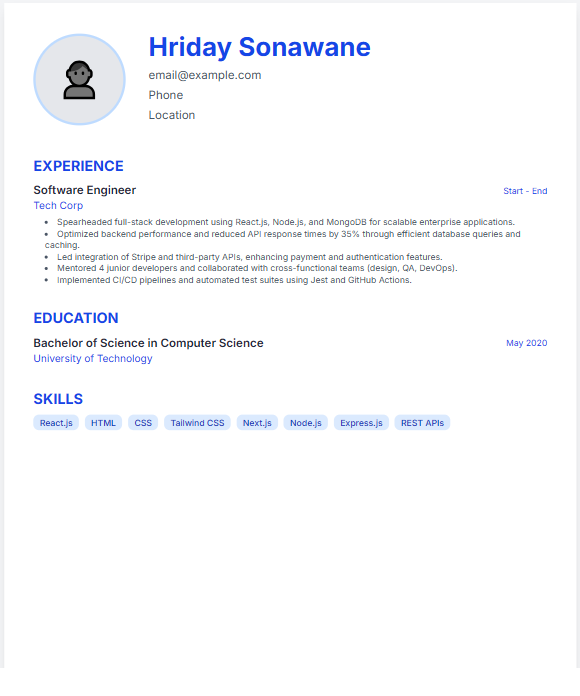 Hriday Sonawane
email@example.com
Phone
Location
EXPERIENCE
Software Engineer
Start - End
Tech Corp
• Spearheaded full-stack development using React.js, Node.js, and MongoDB for scalable enterprise applications.
• Optimized backend performance and reduced API response times by 35% through efficient database queries and
caching.
• Led integration of Stripe and third-party APIs, enhancing payment and authentication features.
• Mentored 4 junior developers and collaborated with cross-functional teams (design, QA, DevOps).
• Implemented CI/CD pipelines and automated test suites using Jest and GitHub Actions.
EDUCATION
Bachelor of Science in Computer Science
May 2020
University of Technology
SKILLS
React.js HTML CSS Tailwind CSS Next.js Node.js Express.js REST APIs